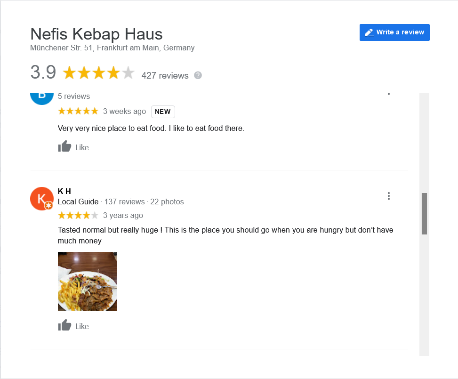 Nefis Kebap Haus
Münchener Str. 51, Frankfurt am Main, Germany
Write a review
3.9 427 reviews ?
B
5 reviews
3 weeks ago NEW
Very very nice place to eat food. I like to eat food there.
Like
K
K H
Local Guide · 137 reviews · 22 photos
3 years ago
Tested normal but really huge ! This is the place you should go when you are hungry but don't have
much money
Like